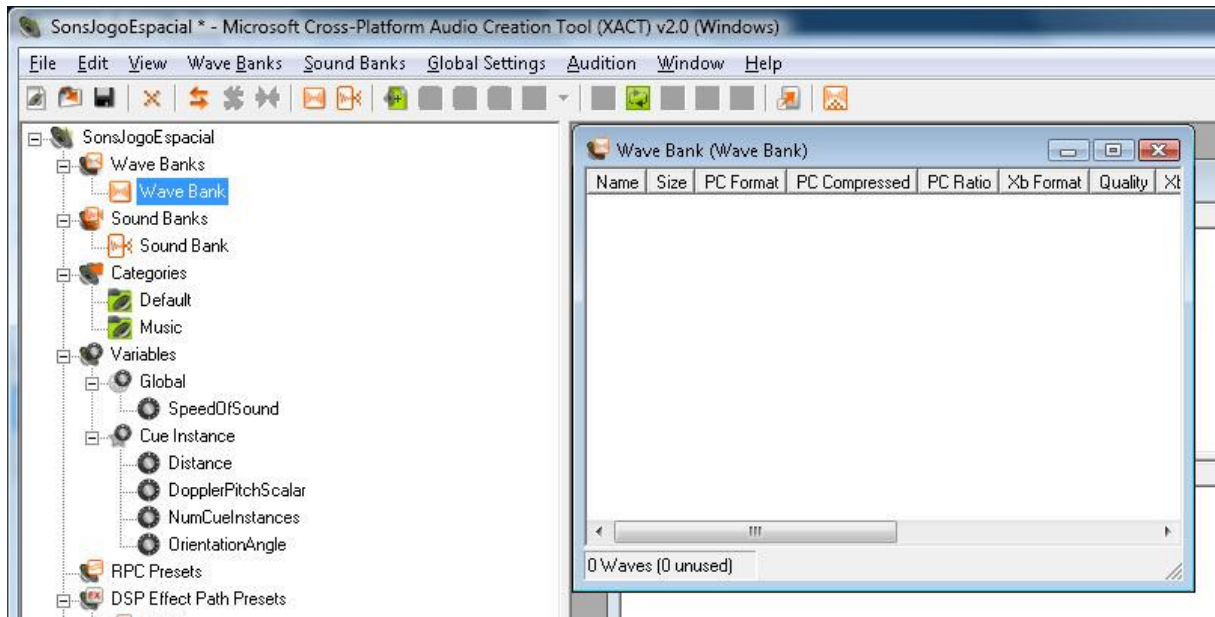 SonsJogoEspacial * - Microsoft Cross-Platform Audio Creation Tool (XACT) v2.0 (Windows)
File Edit View Wave Banks Sound Banks Global Settings Audition Window Help
SonsJogoEspacial
Wave Banks
Wave Bank
Sound Banks
Sound Bank
Categories
Default
Music
Variables
Global
SpeedOfSound
Cue Instance
Distance
DopplerPitchScalar
NumCueInstances
OrientationAngle
RPC Presets
DSP Effect Path Presets
Wave Bank (Wave Bank)
Name Size PC Format PC Compressed PC Ratio Xb Format Quality
0 Waves (0 unused)